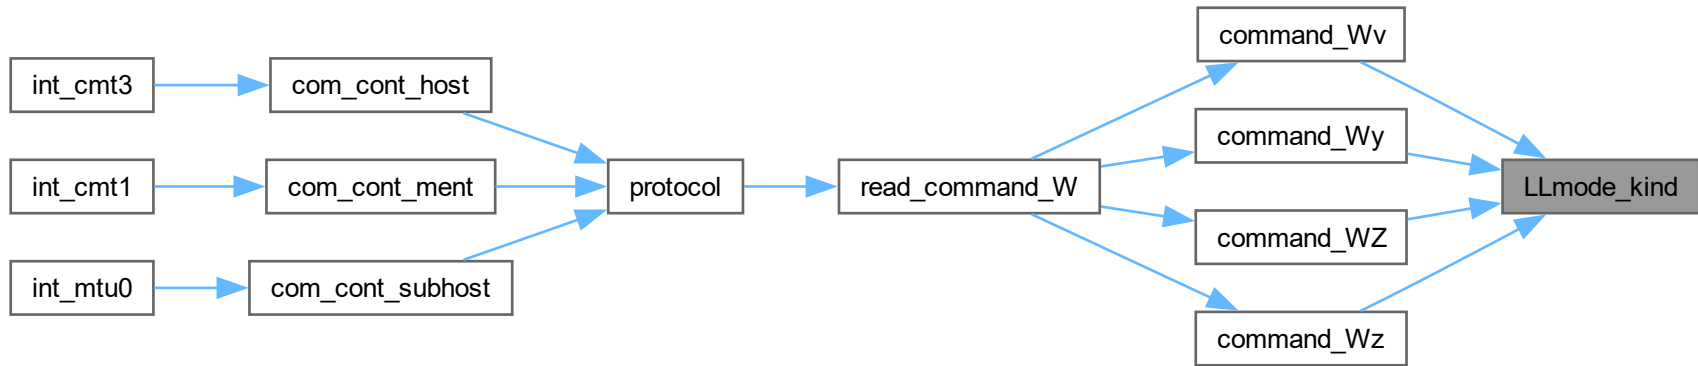 int_cmt3
int_cmt1
int_mtu0
com_cont_host
com_cont_ment
com_cont_subhost
protocol
read_command_W
command_Wv
command_Wy
command_WZ
command_Wz
LLmode_kind